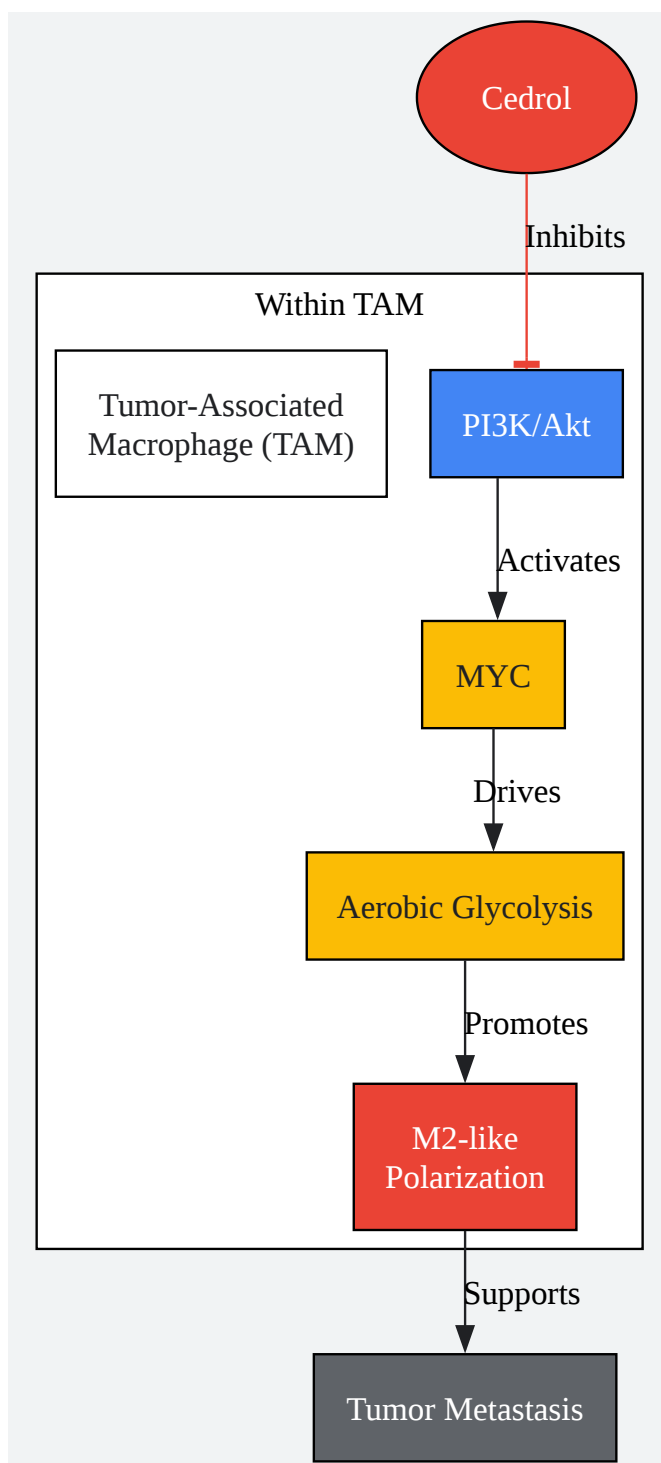 Cedrol
Inhibits
Within TAM
Tumor-Associated
Macrophage (TAM)
PI3K/Akt
Activates
MYC
Drives
Aerobic Glycolysis
Promotes
M2-like
Polarization
Supports
Tumor Metastasis